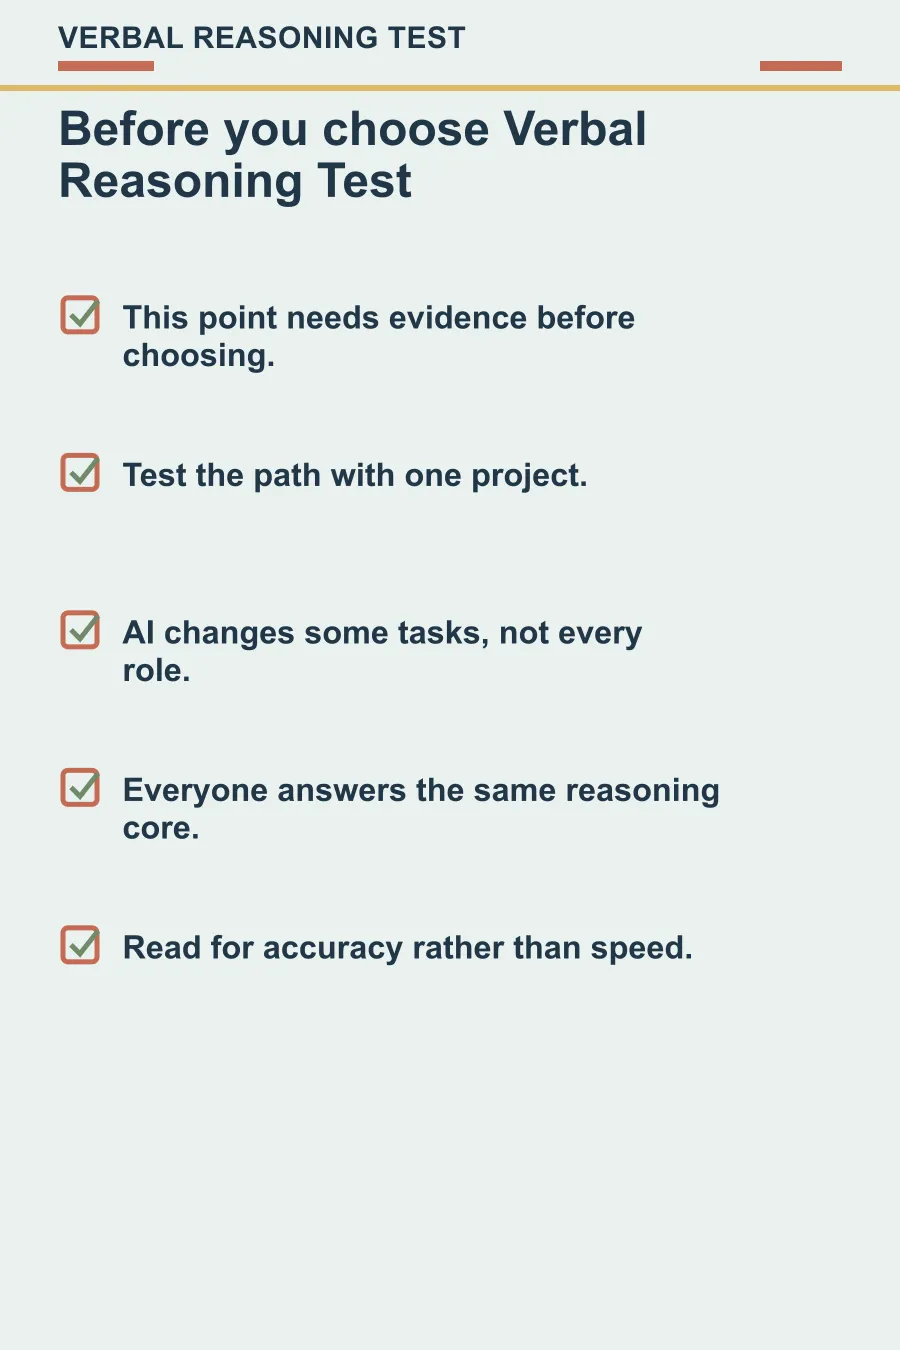 VERBAL REASONING TEST
Before you choose Verbal
Reasoning Test
This point needs evidence before
choosing.
Test the path with one project.
AI changes some tasks, not every
role.
Everyone answers the same reasoning
core.
Read for accuracy rather than speed.